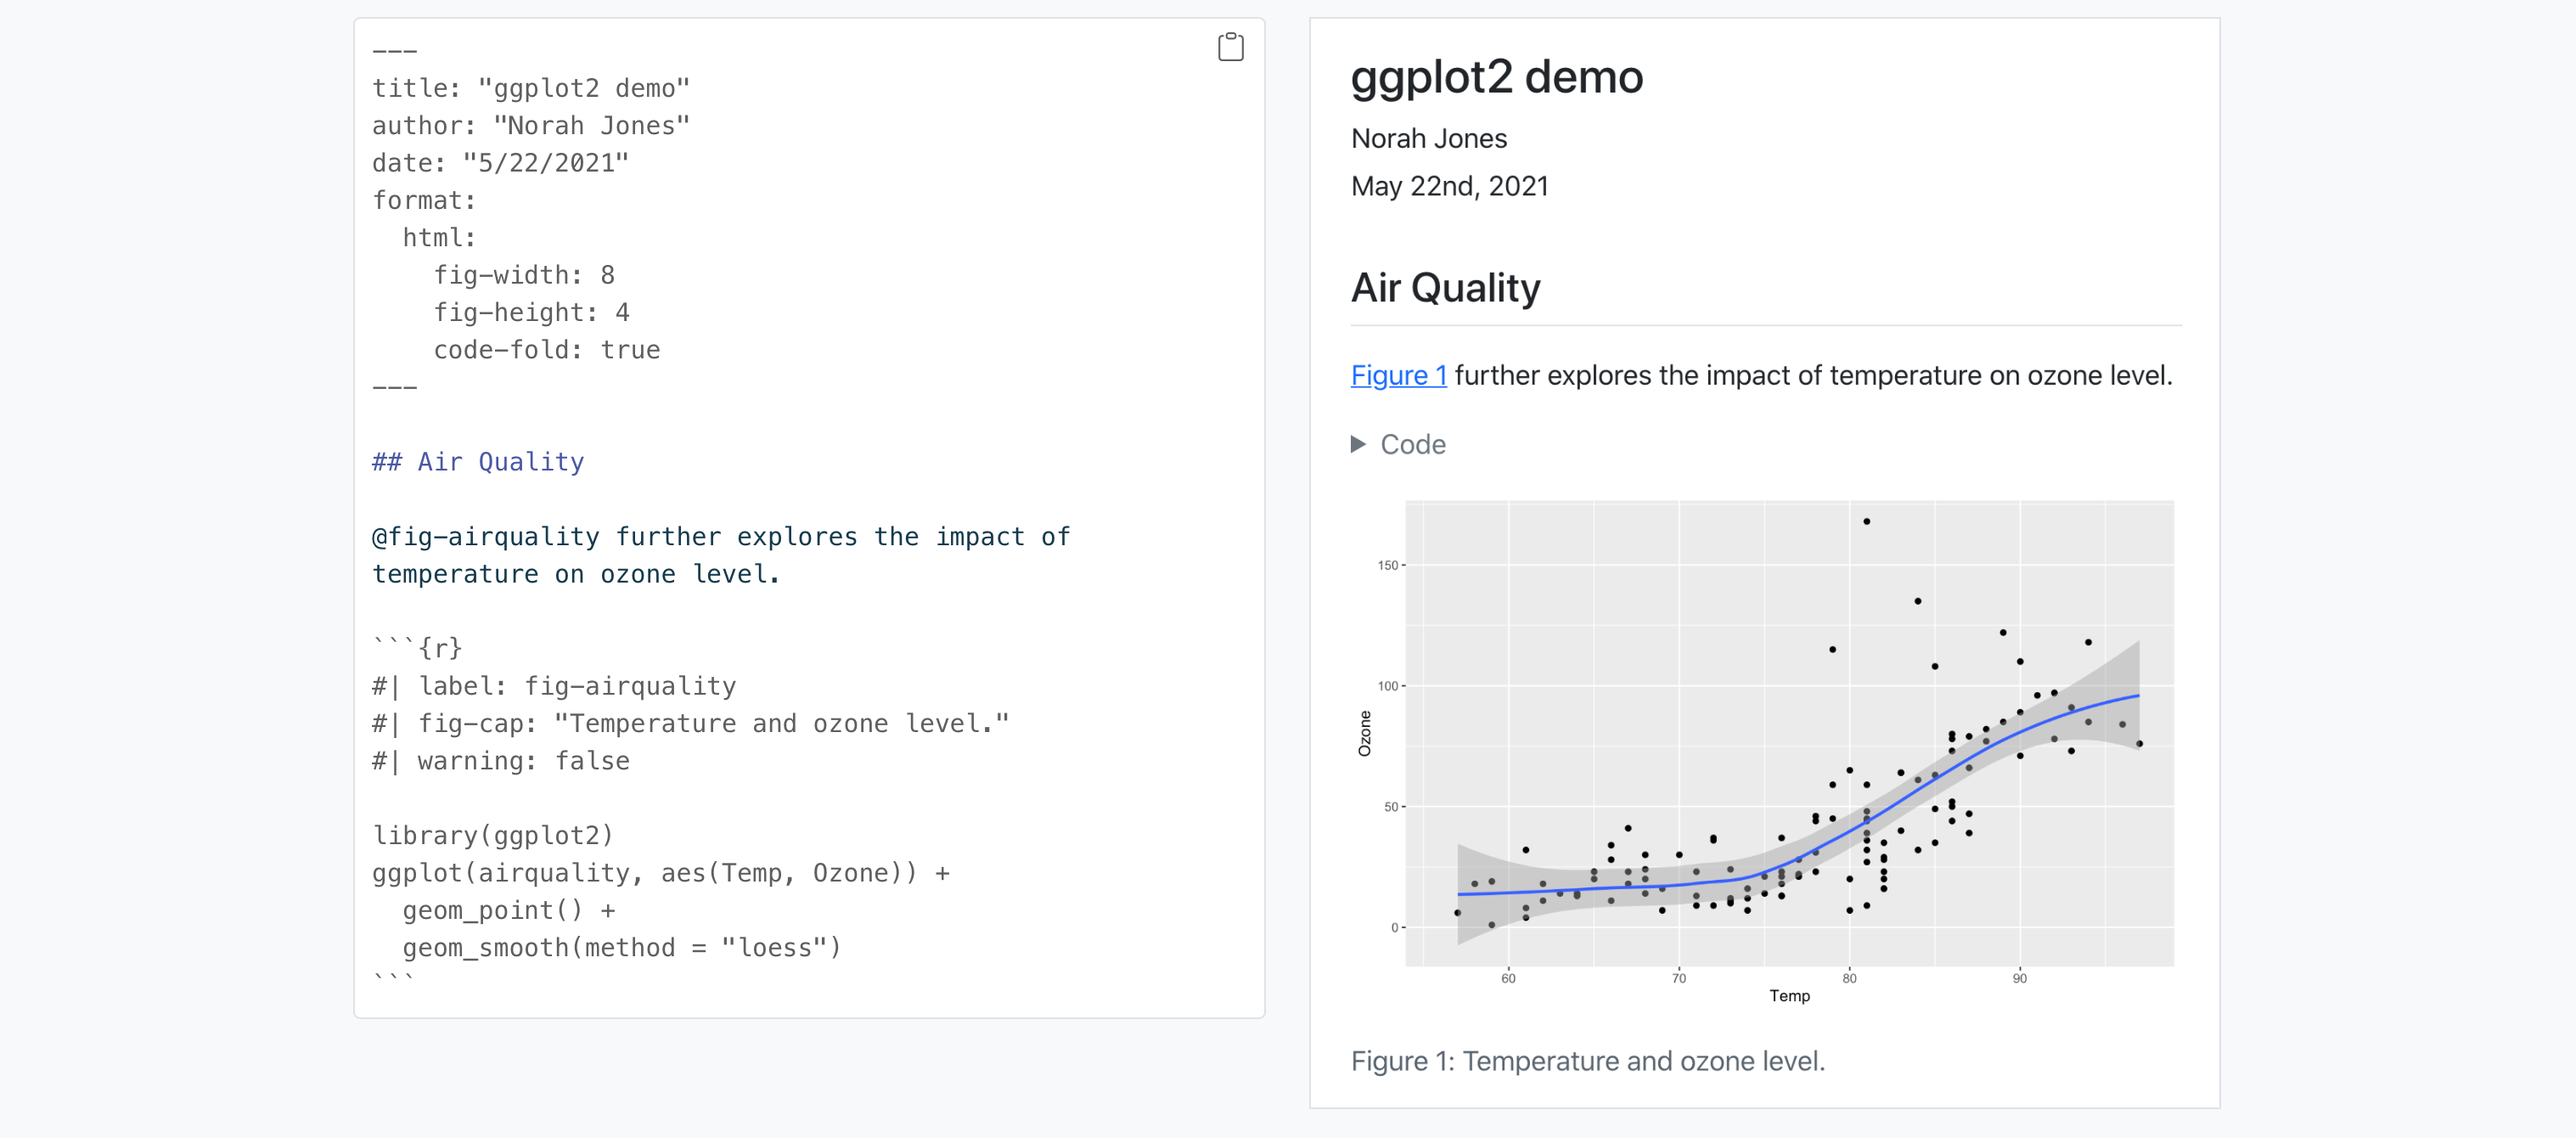 ---
title: "ggplot2 demo"
author: "Norah Jones"
date: "5/22/2021"
format:
  html:
    fig-width: 8
    fig-height: 4
    code-fold: true
---
## Air Quality
@fig-airquality further explores the impact of
temperature on ozone level.
```{r}
#| label: fig-airquality
#| fig-cap: "Temperature and ozone level."
#| warning: false
library(ggplot2)
ggplot(airquality, aes(Temp, Ozone)) +
  geom_point() +
  geom_smooth(method = "loess")
```
ggplot2 demo
Norah Jones
May 22nd, 2021
Air Quality
Figure 1 further explores the impact of temperature on ozone level.
Code
150
100
50
0
Ozone
60 70 80 90
Temp
Figure 1: Temperature and ozone level.